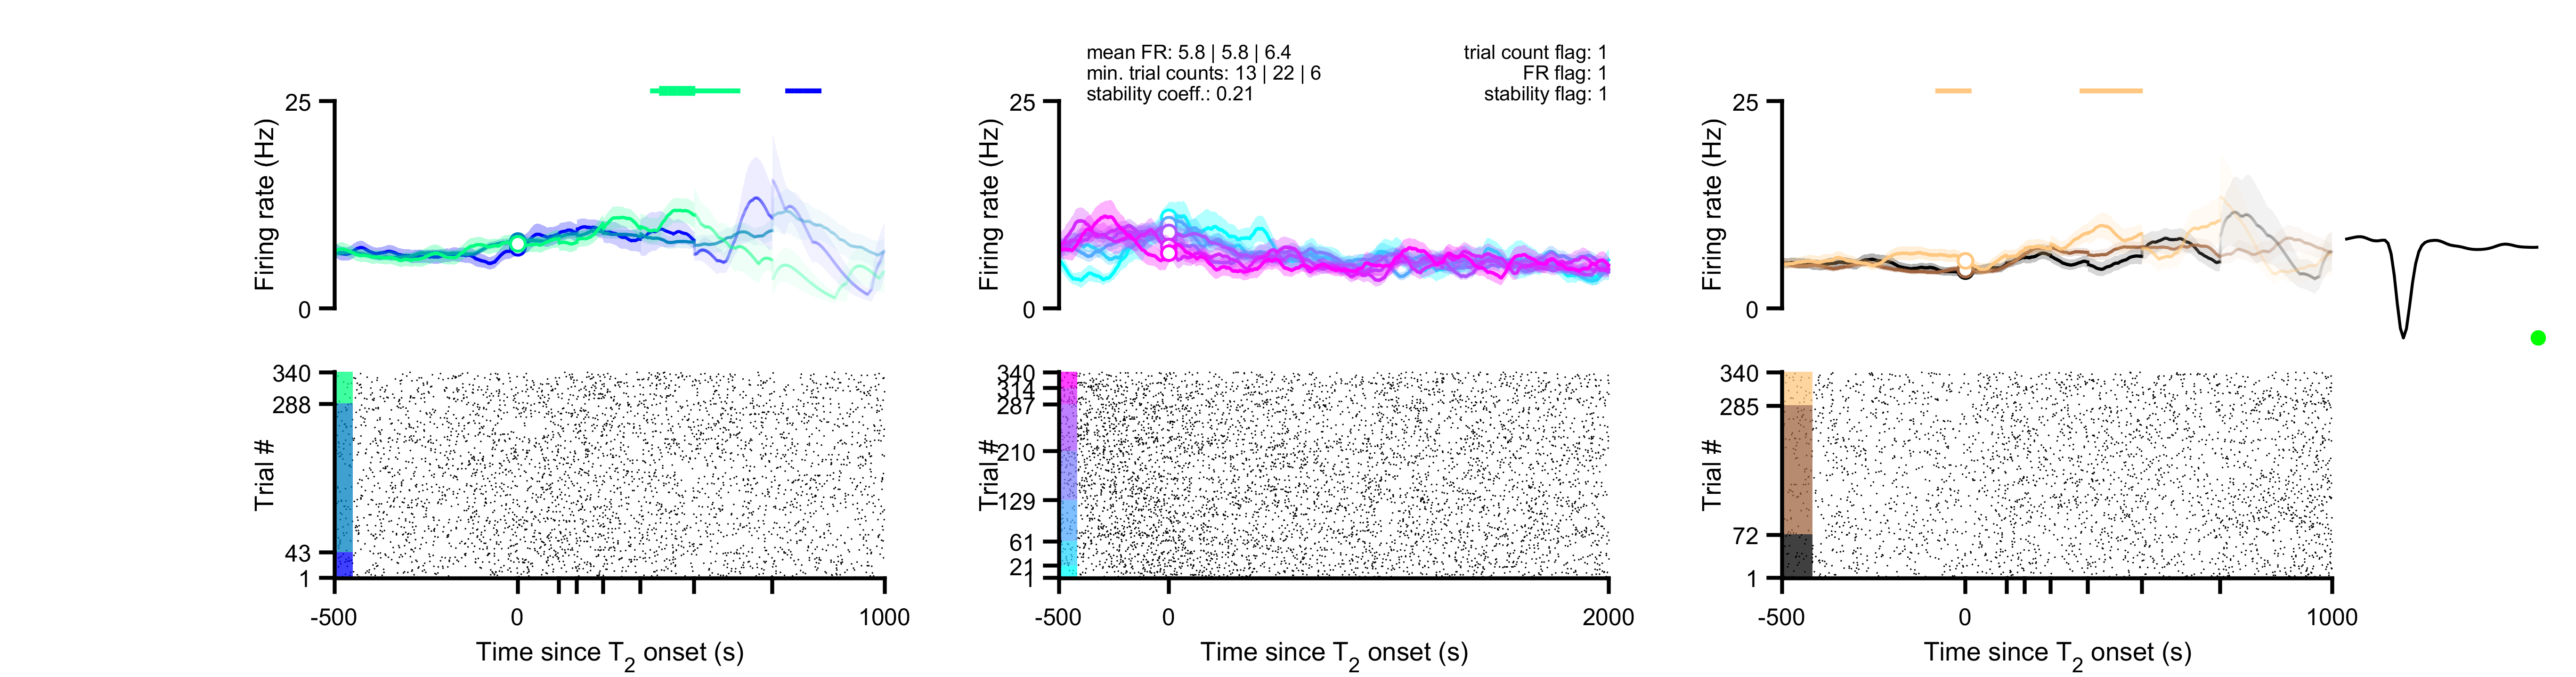 mean FR: 5.8 | 5.8 | 6.4
min. trial counts: 13 | 22 | 6
stability coeff.: 0.21
trial count flag: 1
FR flag: 1
stability flag: 1
25
0
Firing rate (Hz)
340
288
43
1
Trial #
-500
0
1000
Time since T2 onset (s)
25
0
Firing rate (Hz)
340
314
287
210
129
61
21
1
Trial #
-500
0
2000
Time since T2 onset (s)
25
0
Firing rate (Hz)
340
285
72
1
Trial #
-500
0
1000
Time since T2 onset (s)